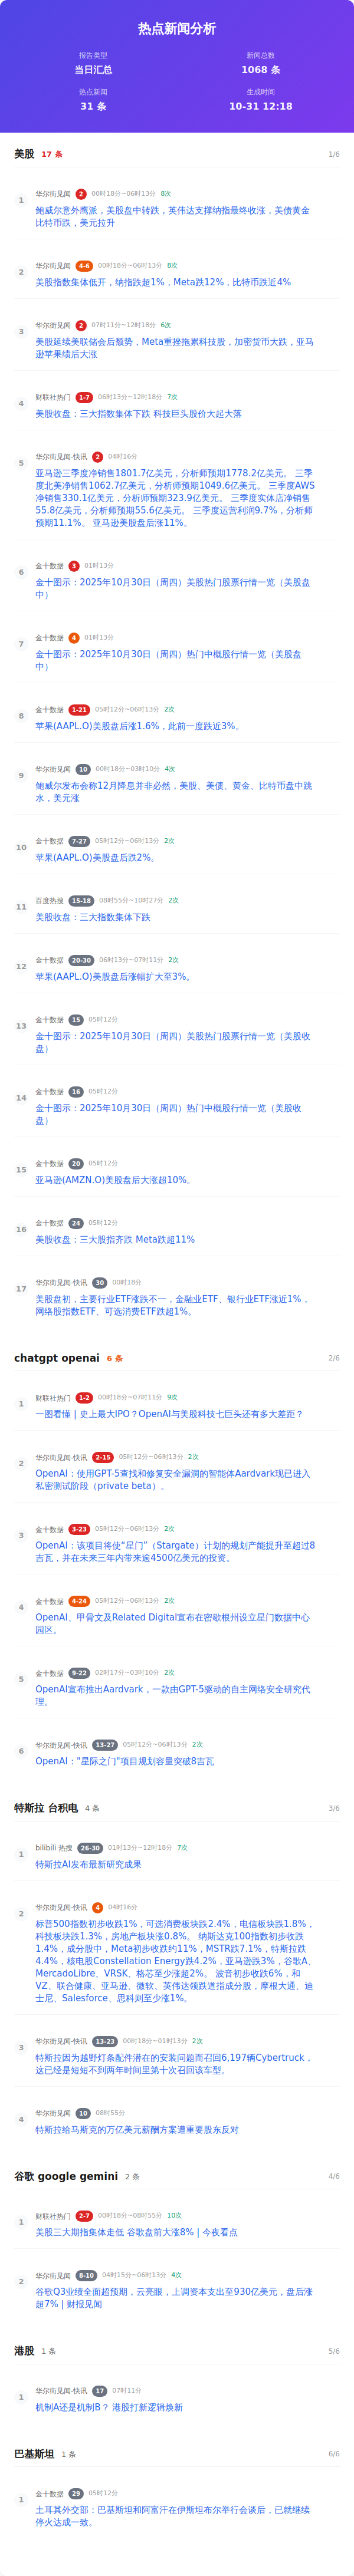 热点新闻分析
报告类型
当日汇总
新闻总数
1068 条
热点新闻
31 条
生成时间
10-31 12:18
美股 17 条 1/6
1
华尔街见闻 2 00时18分~06时13分 8次
鲍威尔意外鹰派，美股盘中转跌，英伟达支撑纳指最终收涨，美债黄金
比特币跌，美元拉升
2
华尔街见闻 4-6 00时18分~06时13分 8次
美股指数集体低开，纳指跌超1%，Meta跌12%，比特币跌近4%
3
华尔街见闻 2 07时11分~12时18分 6次
美股延续美联储会后颓势，Meta重挫拖累科技股，加密货币大跌，亚马
逊苹果绩后大涨
4
财联社热门 1-7 06时13分~12时18分 7次
美股收盘：三大指数集体下跌 科技巨头股价大起大落
5
华尔街见闻-快讯 2 04时16分
亚马逊三季度净销售1801.7亿美元，分析师预期1778.2亿美元。 三季
度北美净销售1062.7亿美元，分析师预期1049.6亿美元。 三季度AWS
净销售330.1亿美元，分析师预期323.9亿美元。 三季度实体店净销售
55.8亿美元，分析师预期55.6亿美元。 三季度运营利润9.7%，分析师
预期11.1%。 亚马逊美股盘后涨11%。
6
金十数据 3 01时13分
金十图示：2025年10月30日（周四）美股热门股票行情一览（美股盘
中）
7
金十数据 4 01时13分
金十图示：2025年10月30日（周四）热门中概股行情一览（美股盘
中）
8
金十数据 1-21 05时12分~06时13分 2次
苹果(AAPL.O)美股盘后涨1.6%，此前一度跌近3%。
9
华尔街见闻 10 00时18分~03时10分 4次
鲍威尔发布会称12月降息并非必然，美股、美债、黄金、比特币盘中跳
水，美元涨
10
金十数据 7-27 05时12分~06时13分 2次
苹果(AAPL.O)美股盘后跌2%。
11
百度热搜 15-18 08时55分~10时27分 2次
美股收盘：三大指数集体下跌
12
金十数据 20-30 06时13分~07时11分 2次
苹果(AAPL.O)美股盘后涨幅扩大至3%。
13
金十数据 15 05时12分
金十图示：2025年10月30日（周四）美股热门股票行情一览（美股收
盘）
14
金十数据 16 05时12分
金十图示：2025年10月30日（周四）热门中概股行情一览（美股收
盘）
15
金十数据 20 05时12分
亚马逊(AMZN.O)美股盘后大涨超10%。
16
金十数据 24 05时12分
美股收盘：三大股指齐跌 Meta跌超11%
17
华尔街见闻-快讯 30 00时18分
美股盘初，主要行业ETF涨跌不一，金融业ETF、银行业ETF涨近1%，
网络股指数ETF、可选消费ETF跌超1%。
chatgpt openai 6 条 2/6
1
财联社热门 1-2 00时18分~07时11分 9次
一图看懂 | 史上最大IPO？OpenAI与美股科技七巨头还有多大差距？
2
华尔街见闻-快讯 2-15 05时12分~06时13分 2次
OpenAI：使用GPT-5查找和修复安全漏洞的智能体Aardvark现已进入
私密测试阶段（private beta）。
3
金十数据 3-23 05时12分~06时13分 2次
OpenAI：该项目将使“星门”（Stargate）计划的规划产能提升至超过8
吉瓦，并在未来三年内带来逾4500亿美元的投资。
4
金十数据 4-24 05时12分~06时13分 2次
OpenAI、甲骨文及Related Digital宣布在密歇根州设立星门数据中心
园区。
5
金十数据 9-22 02时17分~03时10分 2次
OpenAI宣布推出Aardvark，一款由GPT-5驱动的自主网络安全研究代
理。
6
华尔街见闻-快讯 13-27 05时12分~06时13分 2次
OpenAI："星际之门"项目规划容量突破8吉瓦
特斯拉 台积电 4 条 3/6
1
bilibili 热搜 26-30 01时13分~12时18分 7次
特斯拉AI发布最新研究成果
2
华尔街见闻-快讯 4 04时16分
标普500指数初步收跌1%，可选消费板块跌2.4%，电信板块跌1.8%，
科技板块跌1.3%，房地产板块涨0.8%。 纳斯达克100指数初步收跌
1.4%，成分股中，Meta初步收跌约11%，MSTR跌7.1%，特斯拉跌
4.4%，核电股Constellation Energy跌4.2%，亚马逊跌3%，谷歌A、
MercadoLibre、VRSK、格芯至少涨超2%。 波音初步收跌6%，和
VZ、联合健康、亚马逊、微软、英伟达领跌道指成分股，摩根大通、迪
士尼、Salesforce、思科则至少涨1%。
3
华尔街见闻-快讯 13-23 00时18分~01时13分 2次
特斯拉因为越野灯条配件潜在的安装问题而召回6,197辆Cybertruck，
这已经是短短不到两年时间里第十次召回该车型。
4
华尔街见闻 10 08时55分
特斯拉给马斯克的万亿美元薪酬方案遭重要股东反对
谷歌 google gemini 2 条 4/6
1
财联社热门 2-7 00时18分~08时55分 10次
美股三大期指集体走低 谷歌盘前大涨8% | 今夜看点
2
华尔街见闻 8-10 04时15分~06时13分 4次
谷歌Q3业绩全面超预期，云亮眼，上调资本支出至930亿美元，盘后涨
超7% | 财报见闻
港股 1 条 5/6
1
华尔街见闻-快讯 17 07时11分
机制A还是机制B？ 港股打新逻辑焕新
巴基斯坦 1 条 6/6
1
金十数据 29 05时12分
土耳其外交部：巴基斯坦和阿富汗在伊斯坦布尔举行会谈后，已就继续
停火达成一致。